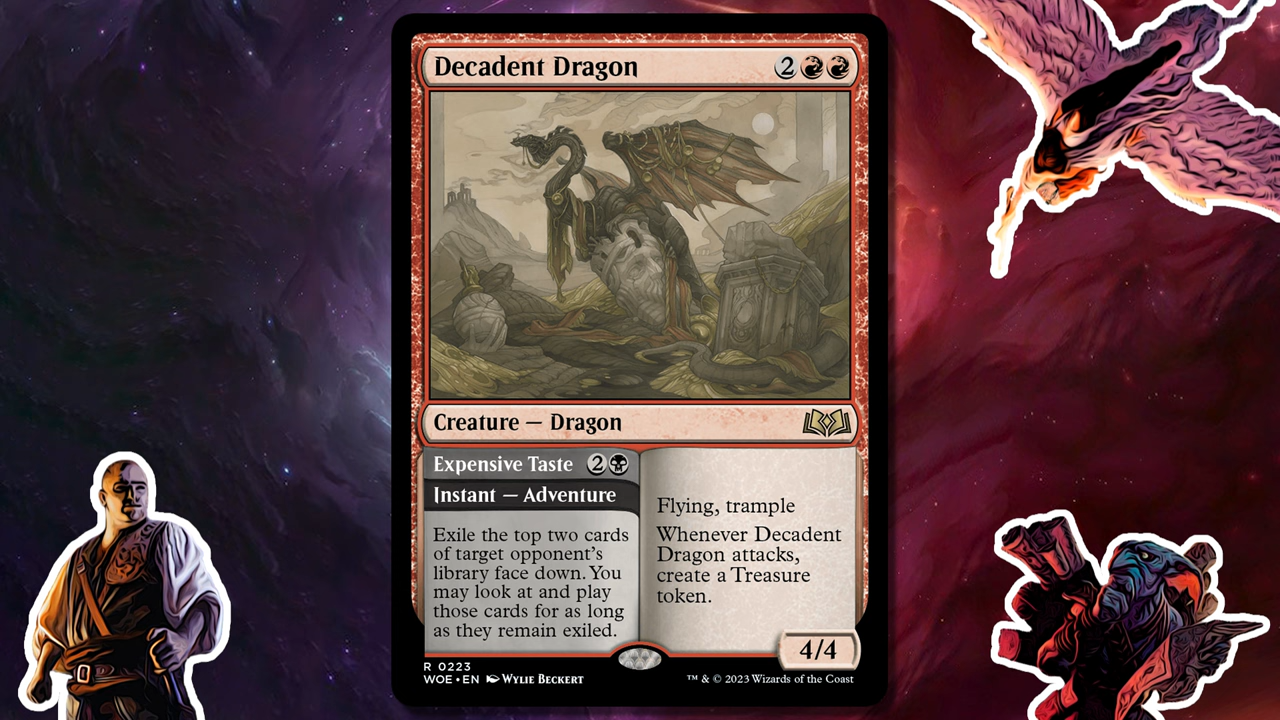 Decadent Dragon 2
Creature — Dragon
Expensive Taste 2
Instant — Adventure
Exile the top two cards
of target opponent's
library face down. You
may look at and play
those cards for as long
as they remain exiled.
Flying, trample
Whenever Decadent
Dragon attacks,
create a Treasure
token.
4/4
R 0223
WOE • EN Wylie Beckert
™ & © 2023 Wizards of the Coast